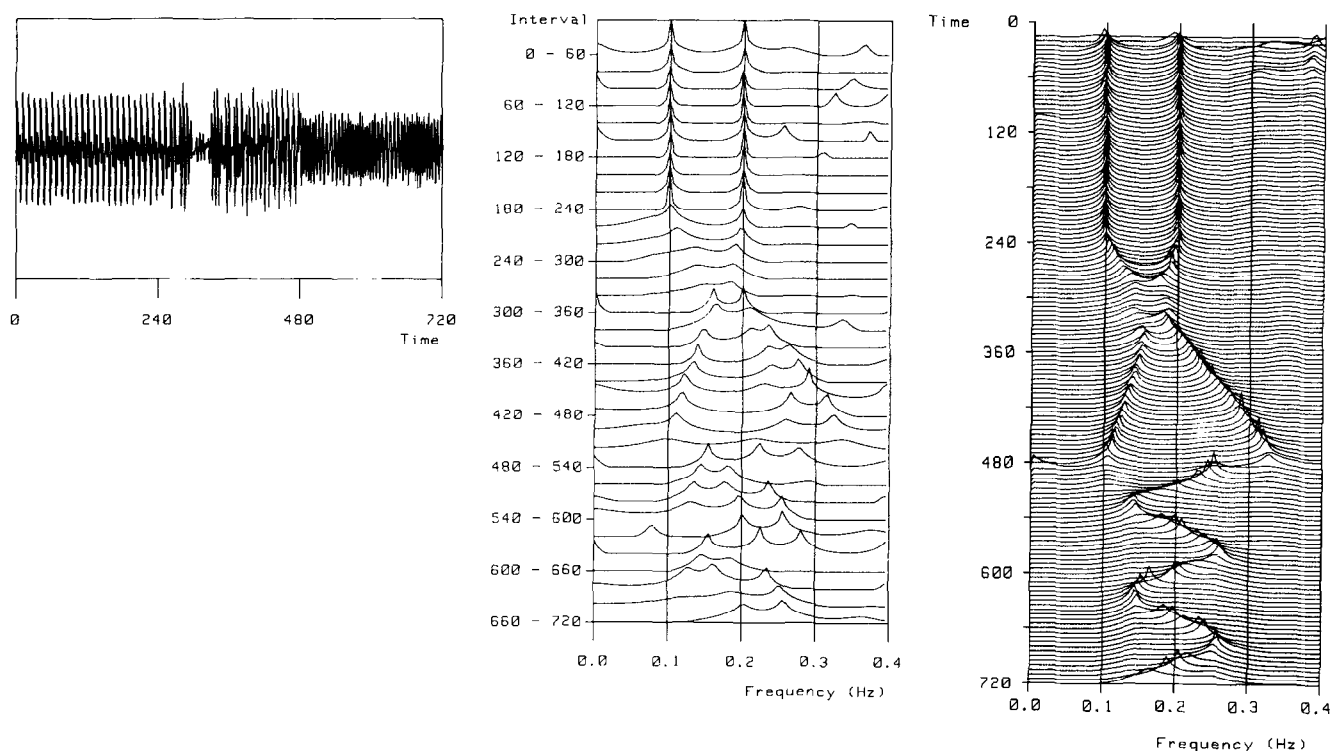 0 240 480 720
Time
Interval
0 - 60
60 - 120
120 - 180
180 - 240
240 - 300
300 - 360
360 - 420
420 - 480
480 - 540
540 - 600
600 - 660
660 - 720
0.0 0.1 0.2 0.3 0.4
Frequency (Hz)
Time
0
120
240
360
480
600
720
0.0 0.1 0.2 0.3 0.4
Frequency (Hz)